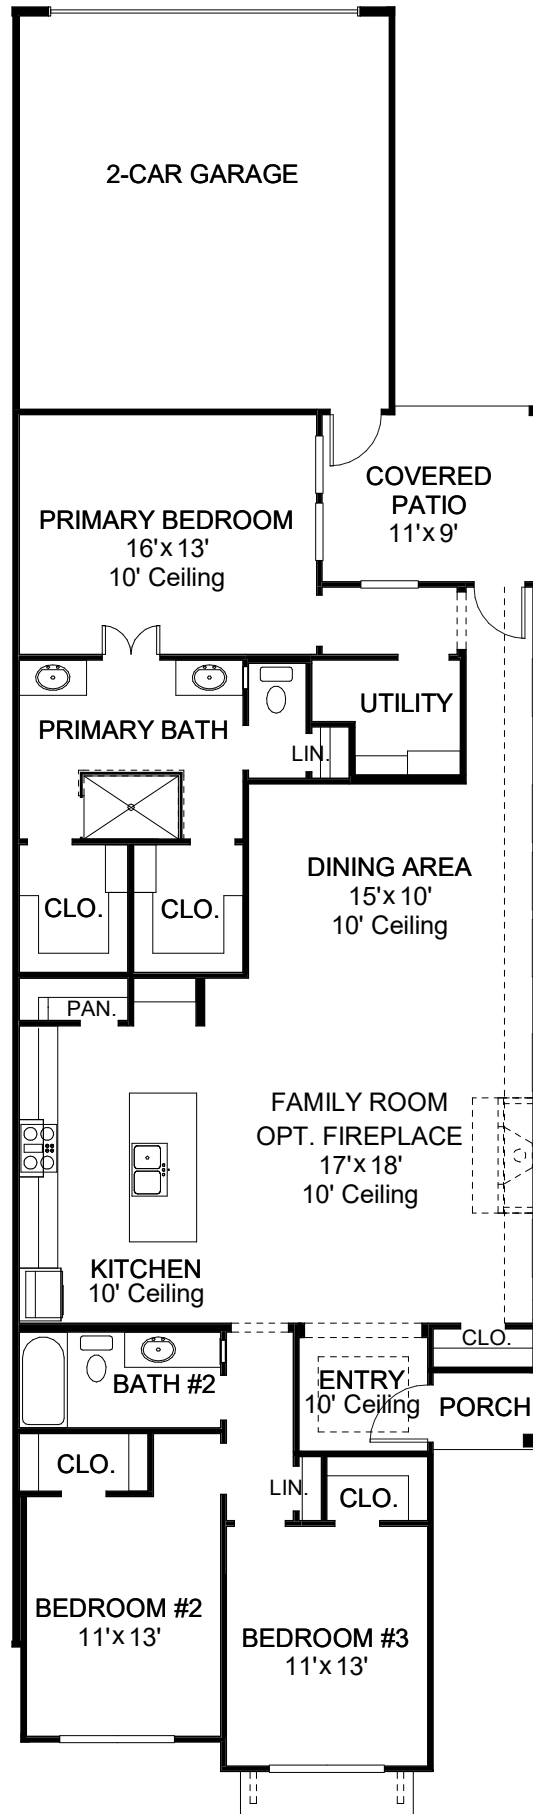 2-CAR GARAGE
COVERED
PATIO
11'x 9'
PRIMARY BEDROOM
16'x 13'
10' Ceiling
UTILITY
PRIMARY BATH
LIN.
DINING AREA
15'x 10'
10' Ceiling
CLO.
CLO.
PAN.
FAMILY ROOM
OPT. FIREPLACE
17'x 18'
10' Ceiling
KITCHEN
10' Ceiling
CLO.
BATH #2
ENTRY
10' Ceiling
PORCH
CLO.
LIN.
CLO.
BEDROOM #2
11'x 13'
BEDROOM #3
11'x 13'